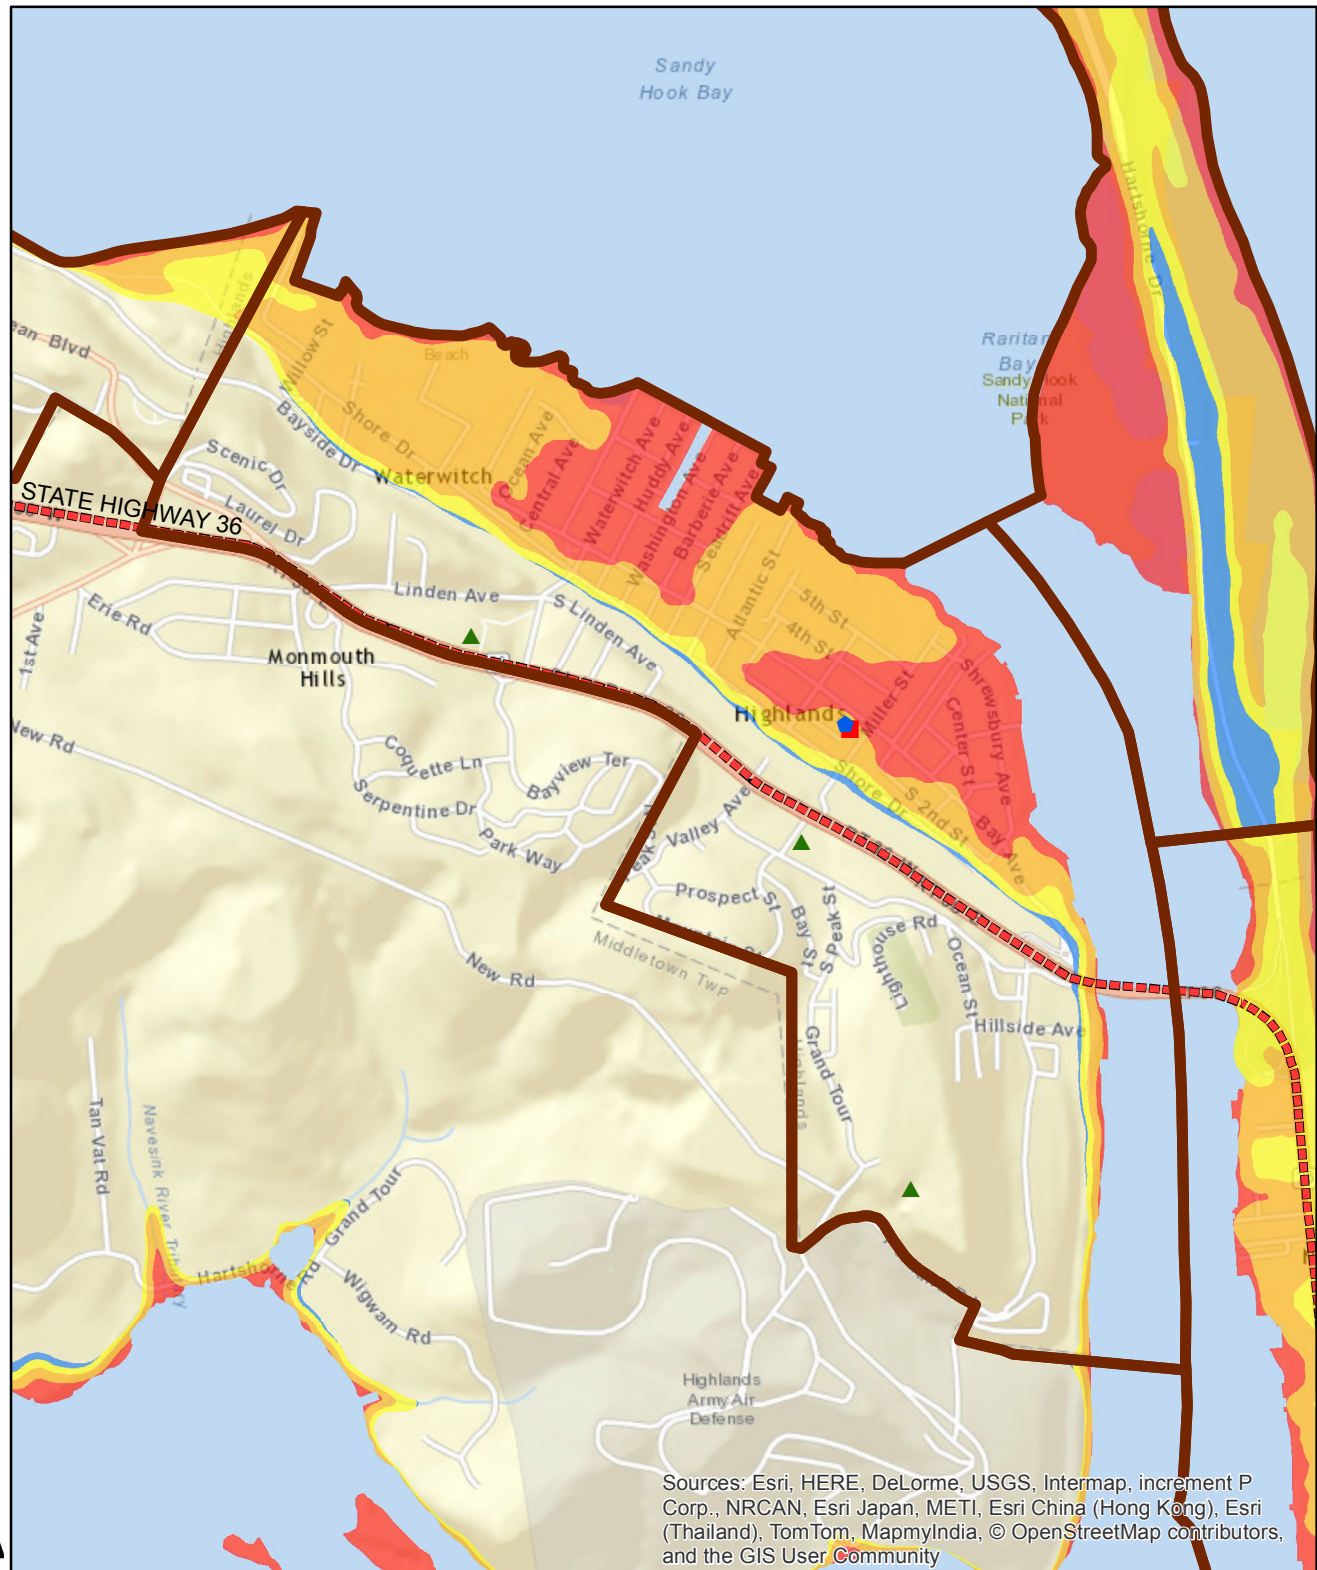 Sandy
Hook Bay
Hartshorne Dr
Raritan
Bay
Sandy Hook
National
Park
Highlands
Willow St
Beach
Shore Dr
Bayside Dr
Waterwitch
Ocean Ave
Central Ave
Waterwitch Ave
Huddy Ave
Washington Ave
Barberie Ave
Seadrift Ave
Atlantic St
5th St
4th St
Scenic Dr
Laurel Dr
STATE HIGHWAY 36
Linden Ave
S Linden Ave
Erie Rd
1st Ave
Monmouth
Hills
Highlands
Miller St
Shrewsbury Ave
Center St
Shore Dr
S 2nd St
Bay Ave
New Rd
Coquette Ln
Bayview Ter
Serpentine Dr
Park Way
Valley Ave
Prospect St
Bay St
S Peak St
Lighthouse Rd
Ocean St
Hillside Ave
Middletown Twp
Highlands
New Rd
Grand Tour
Tan Vat Rd
Navesink River Tributary
Hartshorne Rd
Grand Tour
Wigwam Rd
Highlands
Army Air
Defense
Sources: Esri, HERE, DeLorme, USGS, Intermap, increment P
Corp., NRCAN, Esri Japan, METI, Esri China (Hong Kong), Esri
(Thailand), TomTom, MapmyIndia, © OpenStreetMap contributors,
and the GIS User Community